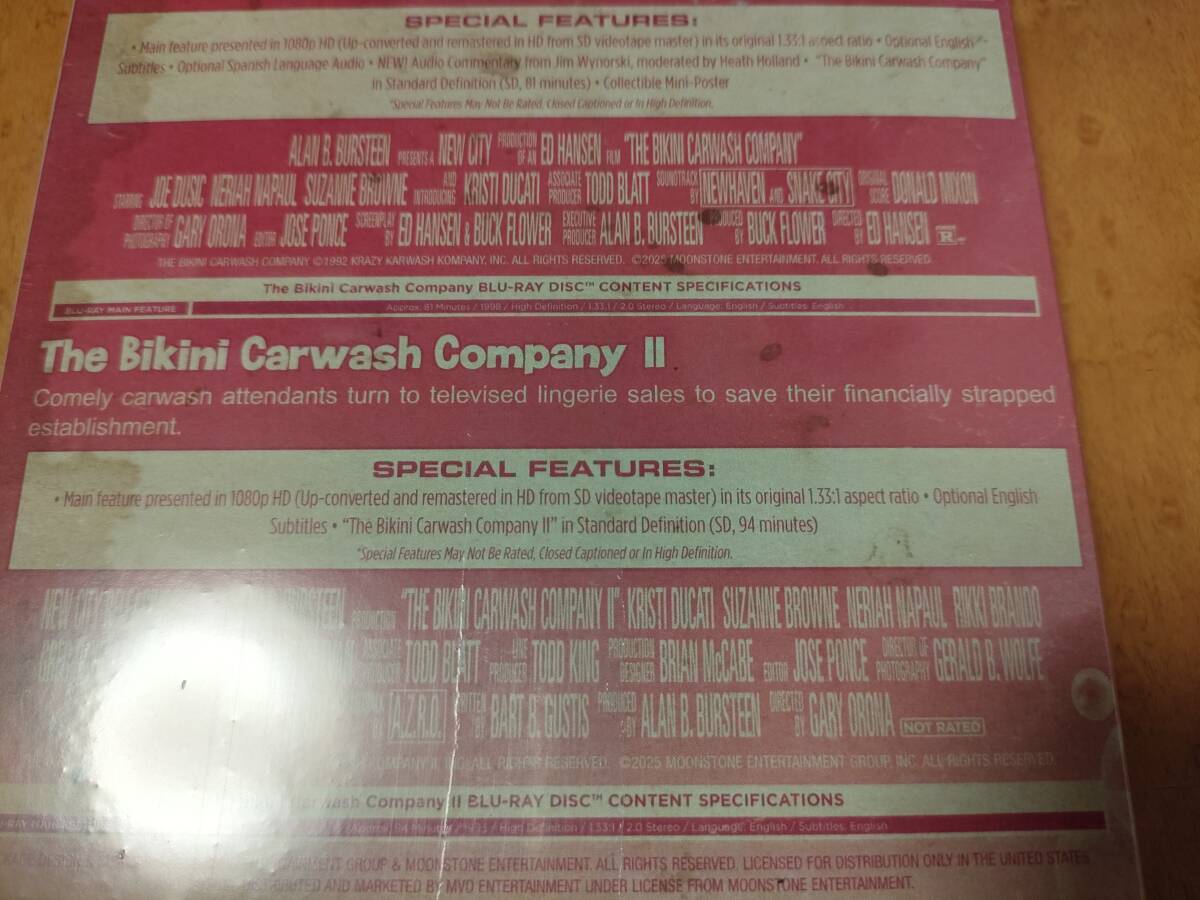 SPECIAL FEATURES:
• Main feature presented in 1080p HD (Up-converted and remastered in HD from SD videotape master) in its original 1.33:1 aspect ratio • Optional English
Subtitles • Optional Spanish Language Audio • NEW! Audio Commentary from Jim Wynorski, moderated by Heath Holland • "The Bikini Carwash Company"
in Standard Definition (SD, 81 minutes) • Collectible Mini-Poster
*Special Features May Not Be Rated, Closed Captioned or In High Definition.
ALAN B. BURSTEEN PRESENTS A NEW CITY PRODUCTION OF AN ED HANSEN FILM "THE BIKINI CARWASH COMPANY"
STARRING JOE DUSIC NERIAH NAPAUL SUZANNE BROWNE AND INTRODUCING KRISTI DUCATI ASSOCIATE PRODUCER TODD BLATT SOUNDTRACK BY NEWHAVEN AND SNAKE CITY ORIGINAL SCORE DONALD MIXON
DIRECTOR OF PHOTOGRAPHY GARY ORONA EDITOR JOSE PONCE SCREENPLAY BY ED HANSEN & BUCK FLOWER EXECUTIVE PRODUCER ALAN B. BURSTEEN PRODUCED BY BUCK FLOWER DIRECTED BY ED HANSEN R
THE BIKINI CARWASH COMPANY ©1992 KRAZY KARWASH KOMPANY, INC. ALL RIGHTS RESERVED. ©2025 MOONSTONE ENTERTAINMENT. ALL RIGHTS RESERVED.
The Bikini Carwash Company BLU-RAY DISC™ CONTENT SPECIFICATIONS
BLU-RAY MAIN FEATURE Approx. 81 Minutes / 1998 / High Definition / 1.33:1 / 2.0 Stereo / Language: English / Subtitles: English
The Bikini Carwash Company II
Comely carwash attendants turn to televised lingerie sales to save their financially strapped
establishment.
SPECIAL FEATURES:
• Main feature presented in 1080p HD (Up-converted and remastered in HD from SD videotape master) in its original 1.33:1 aspect ratio • Optional English
Subtitles • "The Bikini Carwash Company II" in Standard Definition (SD, 94 minutes)
*Special Features May Not Be Rated, Closed Captioned or In High Definition.
NEW CITY BURSTEEN PRODUCTION "THE BIKINI CARWASH COMPANY II" KRISTI DUCATI SUZANNE BROWNE NERIAH NAPAUL RIKKI BRANDO
ASSOCIATE PRODUCER TODD BLATT LINE PRODUCER TODD KING PRODUCTION DESIGNER BRIAN McCABE EDITOR JOSE PONCE DIRECTOR OF PHOTOGRAPHY GERALD B. WOLFE
BY A.Z.R.O. WRITTEN BY BART B. GUSTIS PRODUCED BY ALAN B. BURSTEEN DIRECTED BY GARY ORONA NOT RATED
COMPANY II, INC. ALL RIGHTS RESERVED. ©2025 MOONSTONE ENTERTAINMENT GROUP, INC. ALL RIGHTS RESERVED.
Carwash Company II BLU-RAY DISC™ CONTENT SPECIFICATIONS
Approx. 94 Minutes / 1993 / High Definition / 1.33:1 / 2.0 Stereo / Language: English / Subtitles: English
GROUP & MOONSTONE ENTERTAINMENT. ALL RIGHTS RESERVED. LICENSED FOR DISTRIBUTION ONLY IN THE UNITED STATES
AND MARKETED BY MVD ENTERTAINMENT UNDER LICENSE FROM MOONSTONE ENTERTAINMENT.